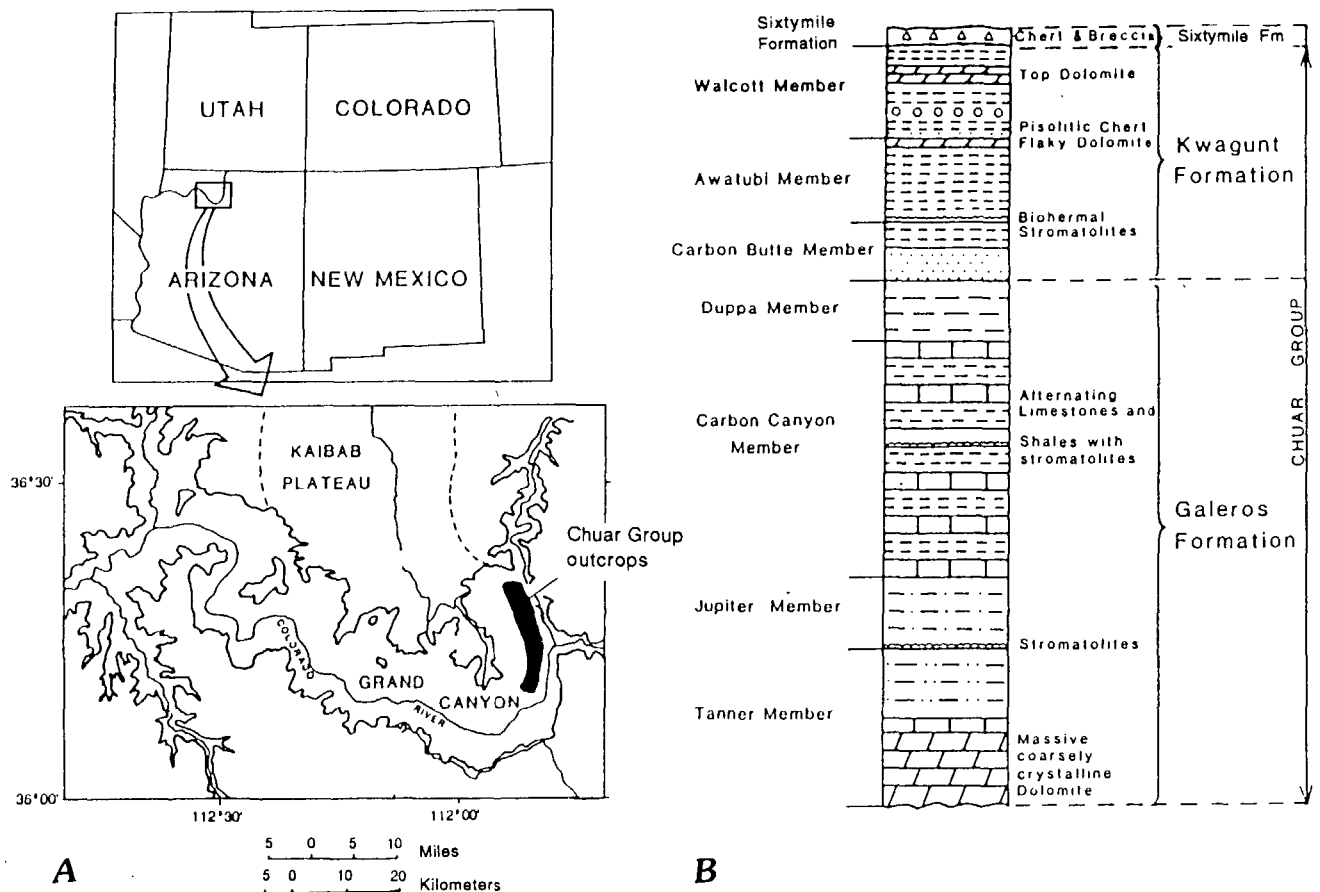 UTAH
COLORADO
ARIZONA
NEW MEXICO
KAIBAB
PLATEAU
36°30'
Chuar Group
outcrops
COLORADO
GRAND
CANYON
RIVER
36°00'
112°30'
112°00'
5 0 5 10 Miles
5 0 10 20 Kilometers
A
Sixtymile
Formation
Walcott Member
Awatubi Member
Carbon Butte Member
Duppa Member
Carbon Canyon
Member
Jupiter Member
Tanner Member
Chert & Breccia
Top Dolomite
Pisolitic Chert
Flaky Dolomite
Biohermal
Stromatolites
Alternating
Limestones and
Shales with
stromatolites
Stromatolites
Massive
coarsely
crystalline
Dolomite
Sixtymile Fm
Kwagunt
Formation
Galeros
Formation
CHUAR GROUP
B